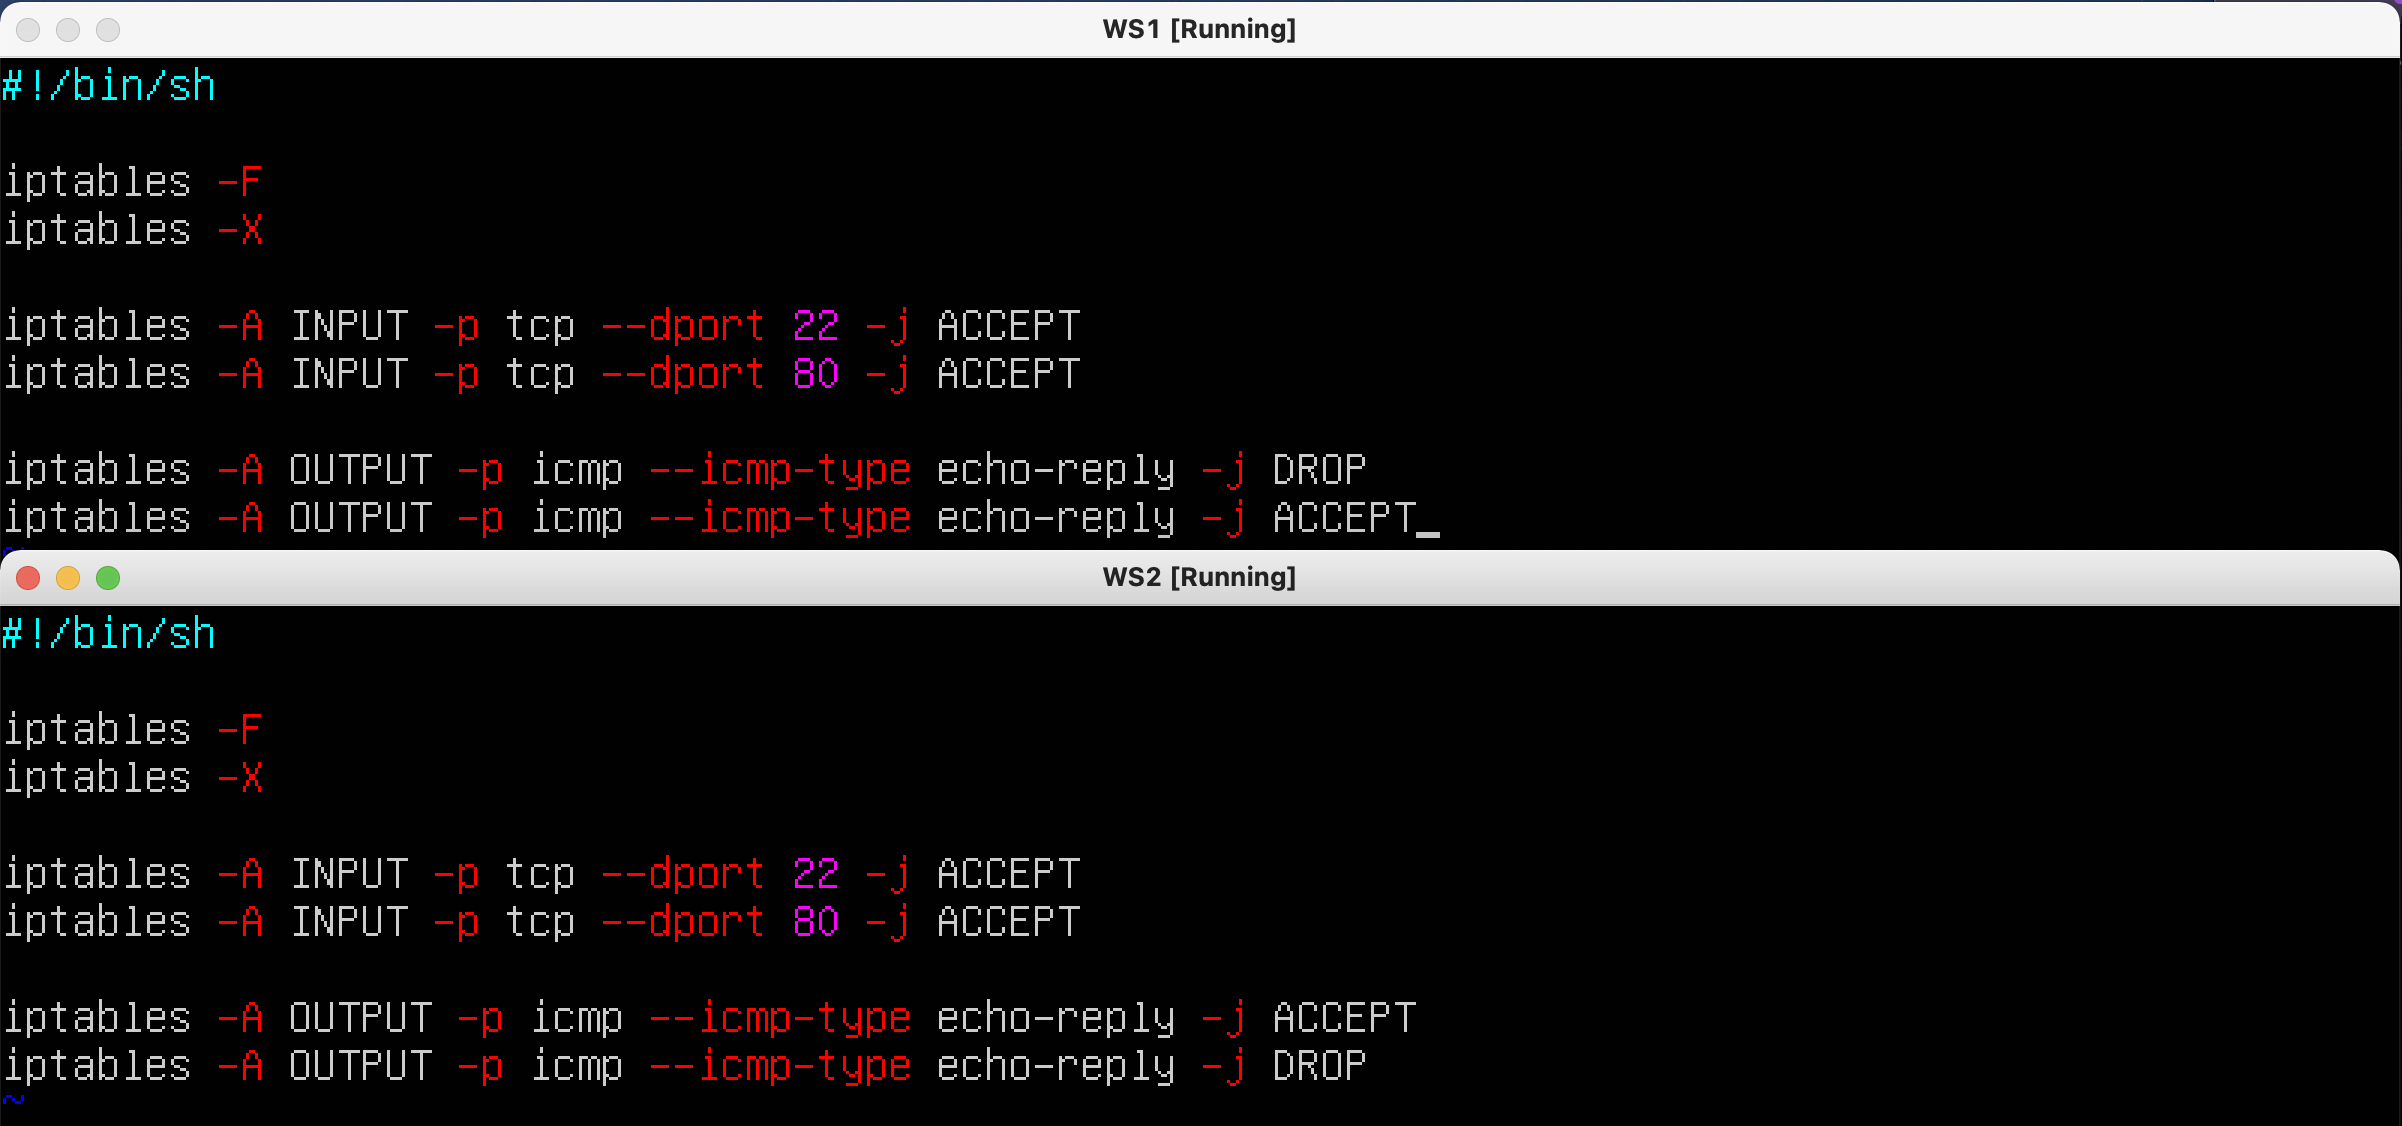 WS1 [Running]
#!/bin/sh
iptables -F
iptables -X
iptables -A INPUT -p tcp --dport 22 -j ACCEPT
iptables -A INPUT -p tcp --dport 80 -j ACCEPT
iptables -A OUTPUT -p icmp --icmp-type echo-reply -j DROP
iptables -A OUTPUT -p icmp --icmp-type echo-reply -j ACCEPT_
WS2 [Running]
#!/bin/sh
iptables -F
iptables -X
iptables -A INPUT -p tcp --dport 22 -j ACCEPT
iptables -A INPUT -p tcp --dport 80 -j ACCEPT
iptables -A OUTPUT -p icmp --icmp-type echo-reply -j ACCEPT
iptables -A OUTPUT -p icmp --icmp-type echo-reply -j DROP
~